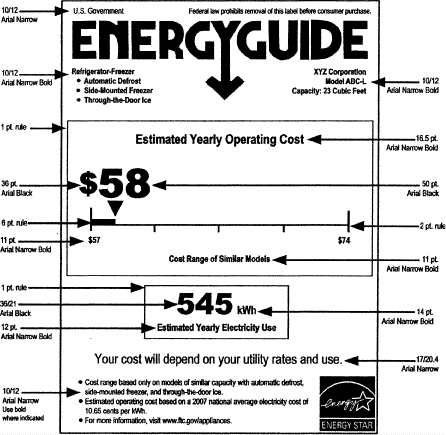 10/12
Arial Narrow
U.S. Government
Federal law prohibits removal of this label before consumer purchase.
ENERGYGUIDE
10/12
Arial Narrow Bold
Refrigerator-Freezer
• Automatic Defrost
• Side-Mounted Freezer
• Through-the-Door Ice
XYZ Corporation
Model ABC-L
Capacity: 23 Cubic Feet
10/12
Arial Narrow Bold
1 pt. rule
Estimated Yearly Operating Cost
16.5 pt.
Arial Narrow Bold
36 pt.
Arial Black
$58
50 pt.
Arial Black
6 pt. rule
2 pt. rule
11 pt.
Arial Narrow Bold
$57
$74
Cost Range of Similar Models
11 pt.
Arial Narrow Bold
1 pt. rule
36/21
Arial Black
545 kWh
14 pt.
Arial Narrow Bold
12 pt.
Arial Narrow Bold
Estimated Yearly Electricity Use
Your cost will depend on your utility rates and use.
17/20.4
Arial Narrow Bold
10/12
Arial Narrow
Use bold
where indicated
• Cost range based only on models of similar capacity with automatic defrost,
side-mounted freezer, and through-the-door ice.
• Estimated operating cost based on a 2007 national average electricity cost of
10.65 cents per kWh.
• For more information, visit www.ftc.gov/appliances.
energy
ENERGY STAR